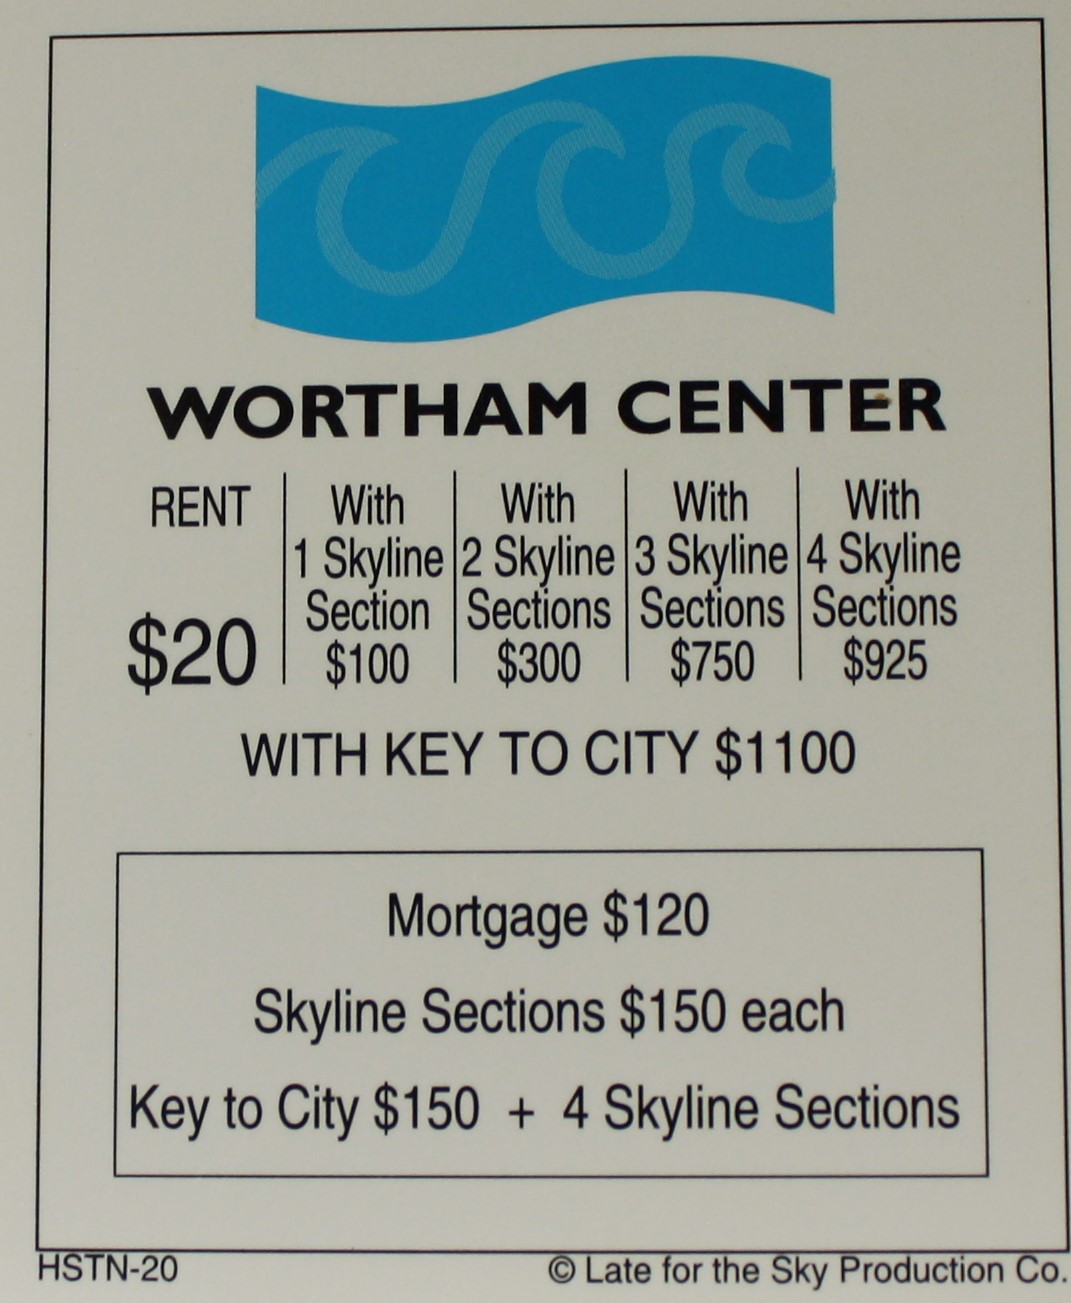 WORTHAM CENTER
RENT
$20
With
1 Skyline
Section
$100
With
2 Skyline
Sections
$300
With
3 Skyline
Sections
$750
With
4 Skyline
Sections
$925
WITH KEY TO CITY $1100
Mortgage $120
Skyline Sections $150 each
Key to City $150 + 4 Skyline Sections
HSTN-20
© Late for the Sky Production Co.